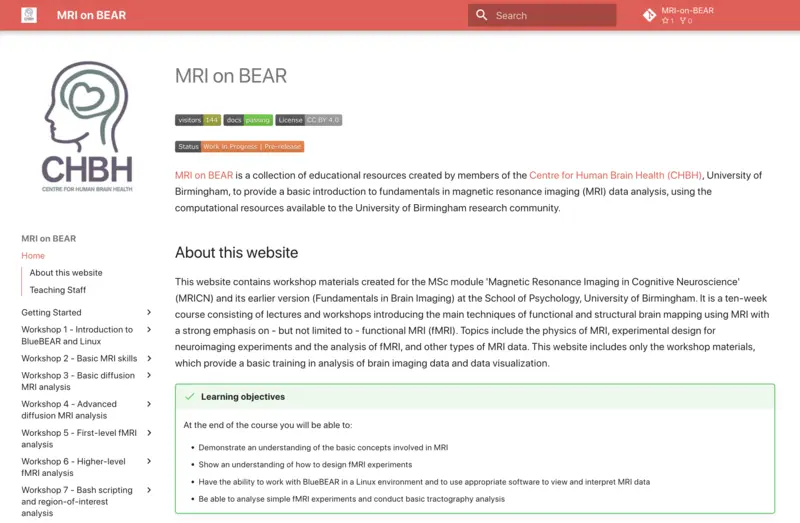 MRI on BEAR
Search
MRI-on-BEAR
1 0
CHBH
CENTRE FOR HUMAN BRAIN HEALTH
MRI on BEAR
Home
About this website
Teaching Staff
Getting Started
Workshop 1 - Introduction to
BlueBEAR and Linux
Workshop 2 - Basic MRI skills
Workshop 3 - Basic diffusion
MRI analysis
Workshop 4 - Advanced
diffusion MRI analysis
Workshop 5 - First-level fMRI
analysis
Workshop 6 - Higher-level
fMRI analysis
Workshop 7 - Bash scripting
and region-of-interest
analysis
MRI on BEAR
visitors 144 docs passing License CC BY 4.0
Status Work in Progress | Pre-release
MRI on BEAR is a collection of educational resources created by members of the Centre for Human Brain Health (CHBH), University of
Birmingham, to provide a basic introduction to fundamentals in magnetic resonance imaging (MRI) data analysis, using the
computational resources available to the University of Birmingham research community.
About this website
This website contains workshop materials created for the MSc module 'Magnetic Resonance Imaging in Cognitive Neuroscience'
(MRICN) and its earlier version (Fundamentals in Brain Imaging) at the School of Psychology, University of Birmingham. It is a ten-week
course consisting of lectures and workshops introducing the main techniques of functional and structural brain mapping using MRI with
a strong emphasis on - but not limited to - functional MRI (fMRI). Topics include the physics of MRI, experimental design for
neuroimaging experiments and the analysis of fMRI, and other types of MRI data. This website includes only the workshop materials,
which provide a basic training in analysis of brain imaging data and data visualization.
Learning objectives
At the end of the course you will be able to:
• Demonstrate an understanding of the basic concepts involved in MRI
• Show an understanding of how to design fMRI experiments
• Have the ability to work with BlueBEAR in a Linux environment and to use appropriate software to view and interpret MRI data
• Be able to analyse simple fMRI experiments and conduct basic tractography analysis